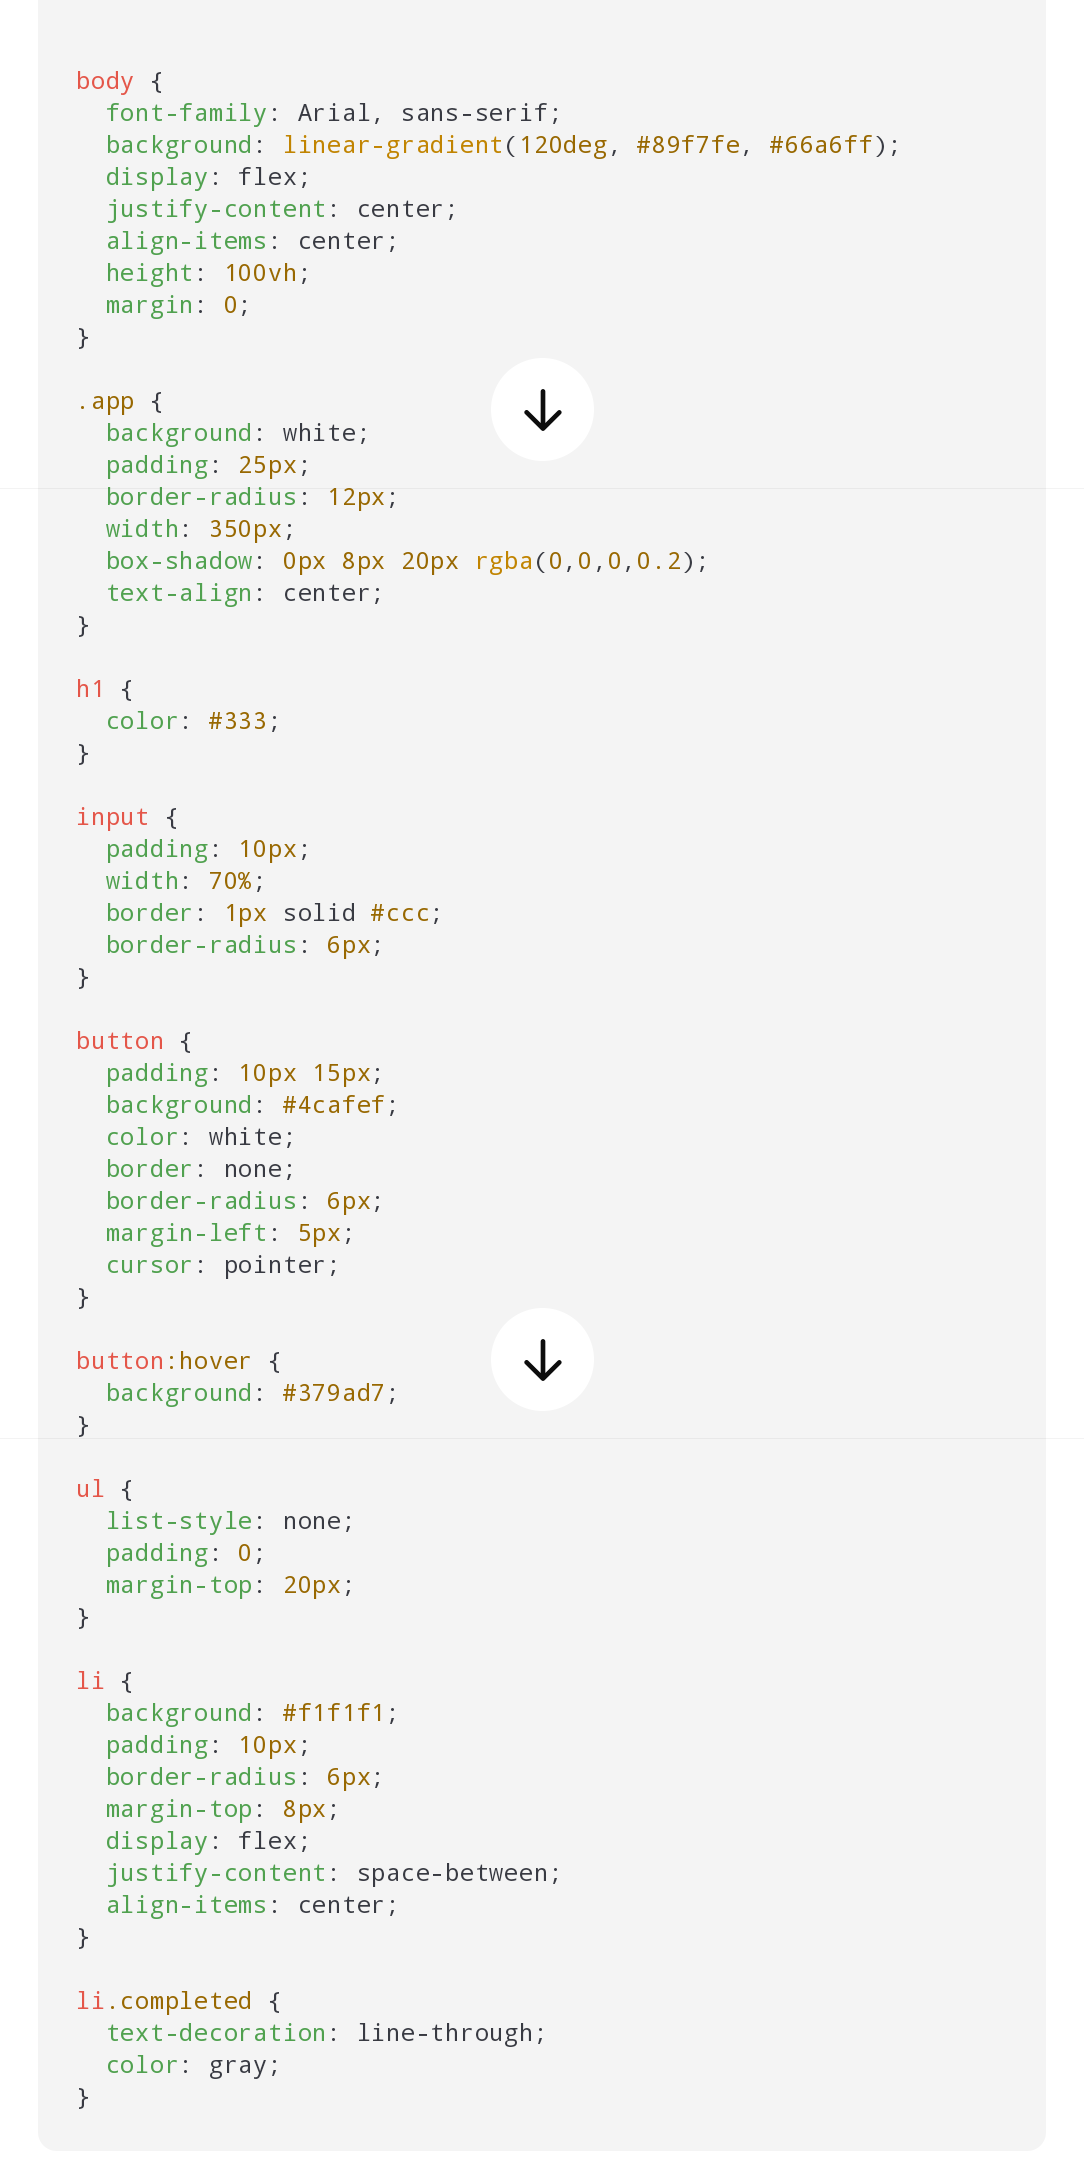 body {
  font-family: Arial, sans-serif;
  background: linear-gradient(120deg, #89f7fe, #66a6ff);
  display: flex;
  justify-content: center;
  align-items: center;
  height: 100vh;
  margin: 0;
}

.app {
  background: white;
  padding: 25px;
  border-radius: 12px;
  width: 350px;
  box-shadow: 0px 8px 20px rgba(0,0,0,0.2);
  text-align: center;
}

h1 {
  color: #333;
}

input {
  padding: 10px;
  width: 70%;
  border: 1px solid #ccc;
  border-radius: 6px;
}

button {
  padding: 10px 15px;
  background: #4cafef;
  color: white;
  border: none;
  border-radius: 6px;
  margin-left: 5px;
  cursor: pointer;
}

button:hover {
  background: #379ad7;
}

ul {
  list-style: none;
  padding: 0;
  margin-top: 20px;
}

li {
  background: #f1f1f1;
  padding: 10px;
  border-radius: 6px;
  margin-top: 8px;
  display: flex;
  justify-content: space-between;
  align-items: center;
}

li.completed {
  text-decoration: line-through;
  color: gray;
}